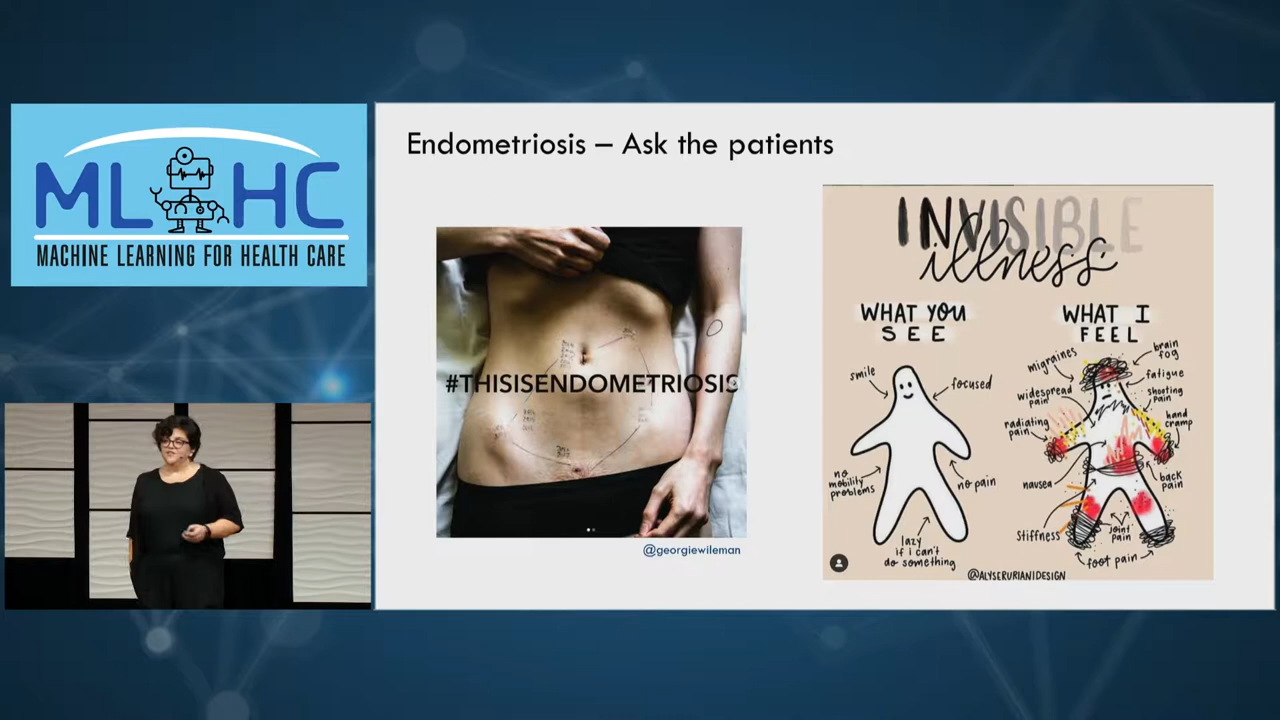 ML HC
MACHINE LEARNING FOR HEALTH CARE
Endometriosis – Ask the patients
#THISISENDOMETRIOSIS
@georgiewileman
INVISIBLE
illness
WHAT YOU
SEE
smile
focused
no
mobility
problems
no pain
lazy
if i can't
do something
WHAT I
FEEL
migraines
brain
fog
fatigue
widespread
pain
shooting
pain
radiating
pain
hand
cramp
nausea
back
pain
stiffness
joint
pain
foot pain
@ALYSERURIANIDESIGN